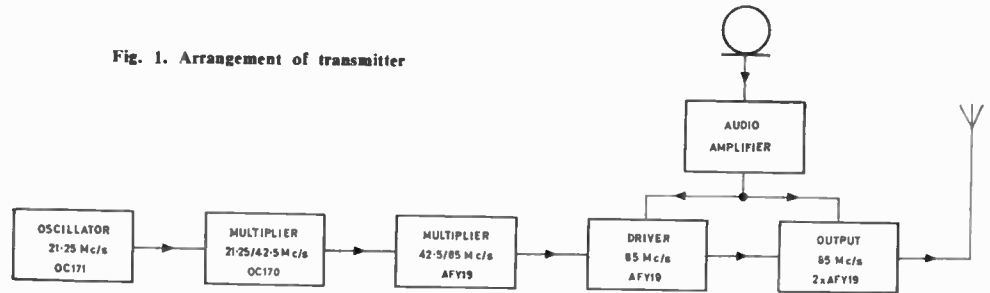 Fig. 1. Arrangement of transmitter
AUDIO
AMPLIFIER
OSCILLATOR
21·25 Mc/s
OC171
MULTIPLIER
21·25/42·5 Mc/s
OC170
MULTIPLIER
42·5/85 Mc/s
AFY19
DRIVER
85 Mc/s
AFY19
OUTPUT
85 Mc/s
2xAFY19